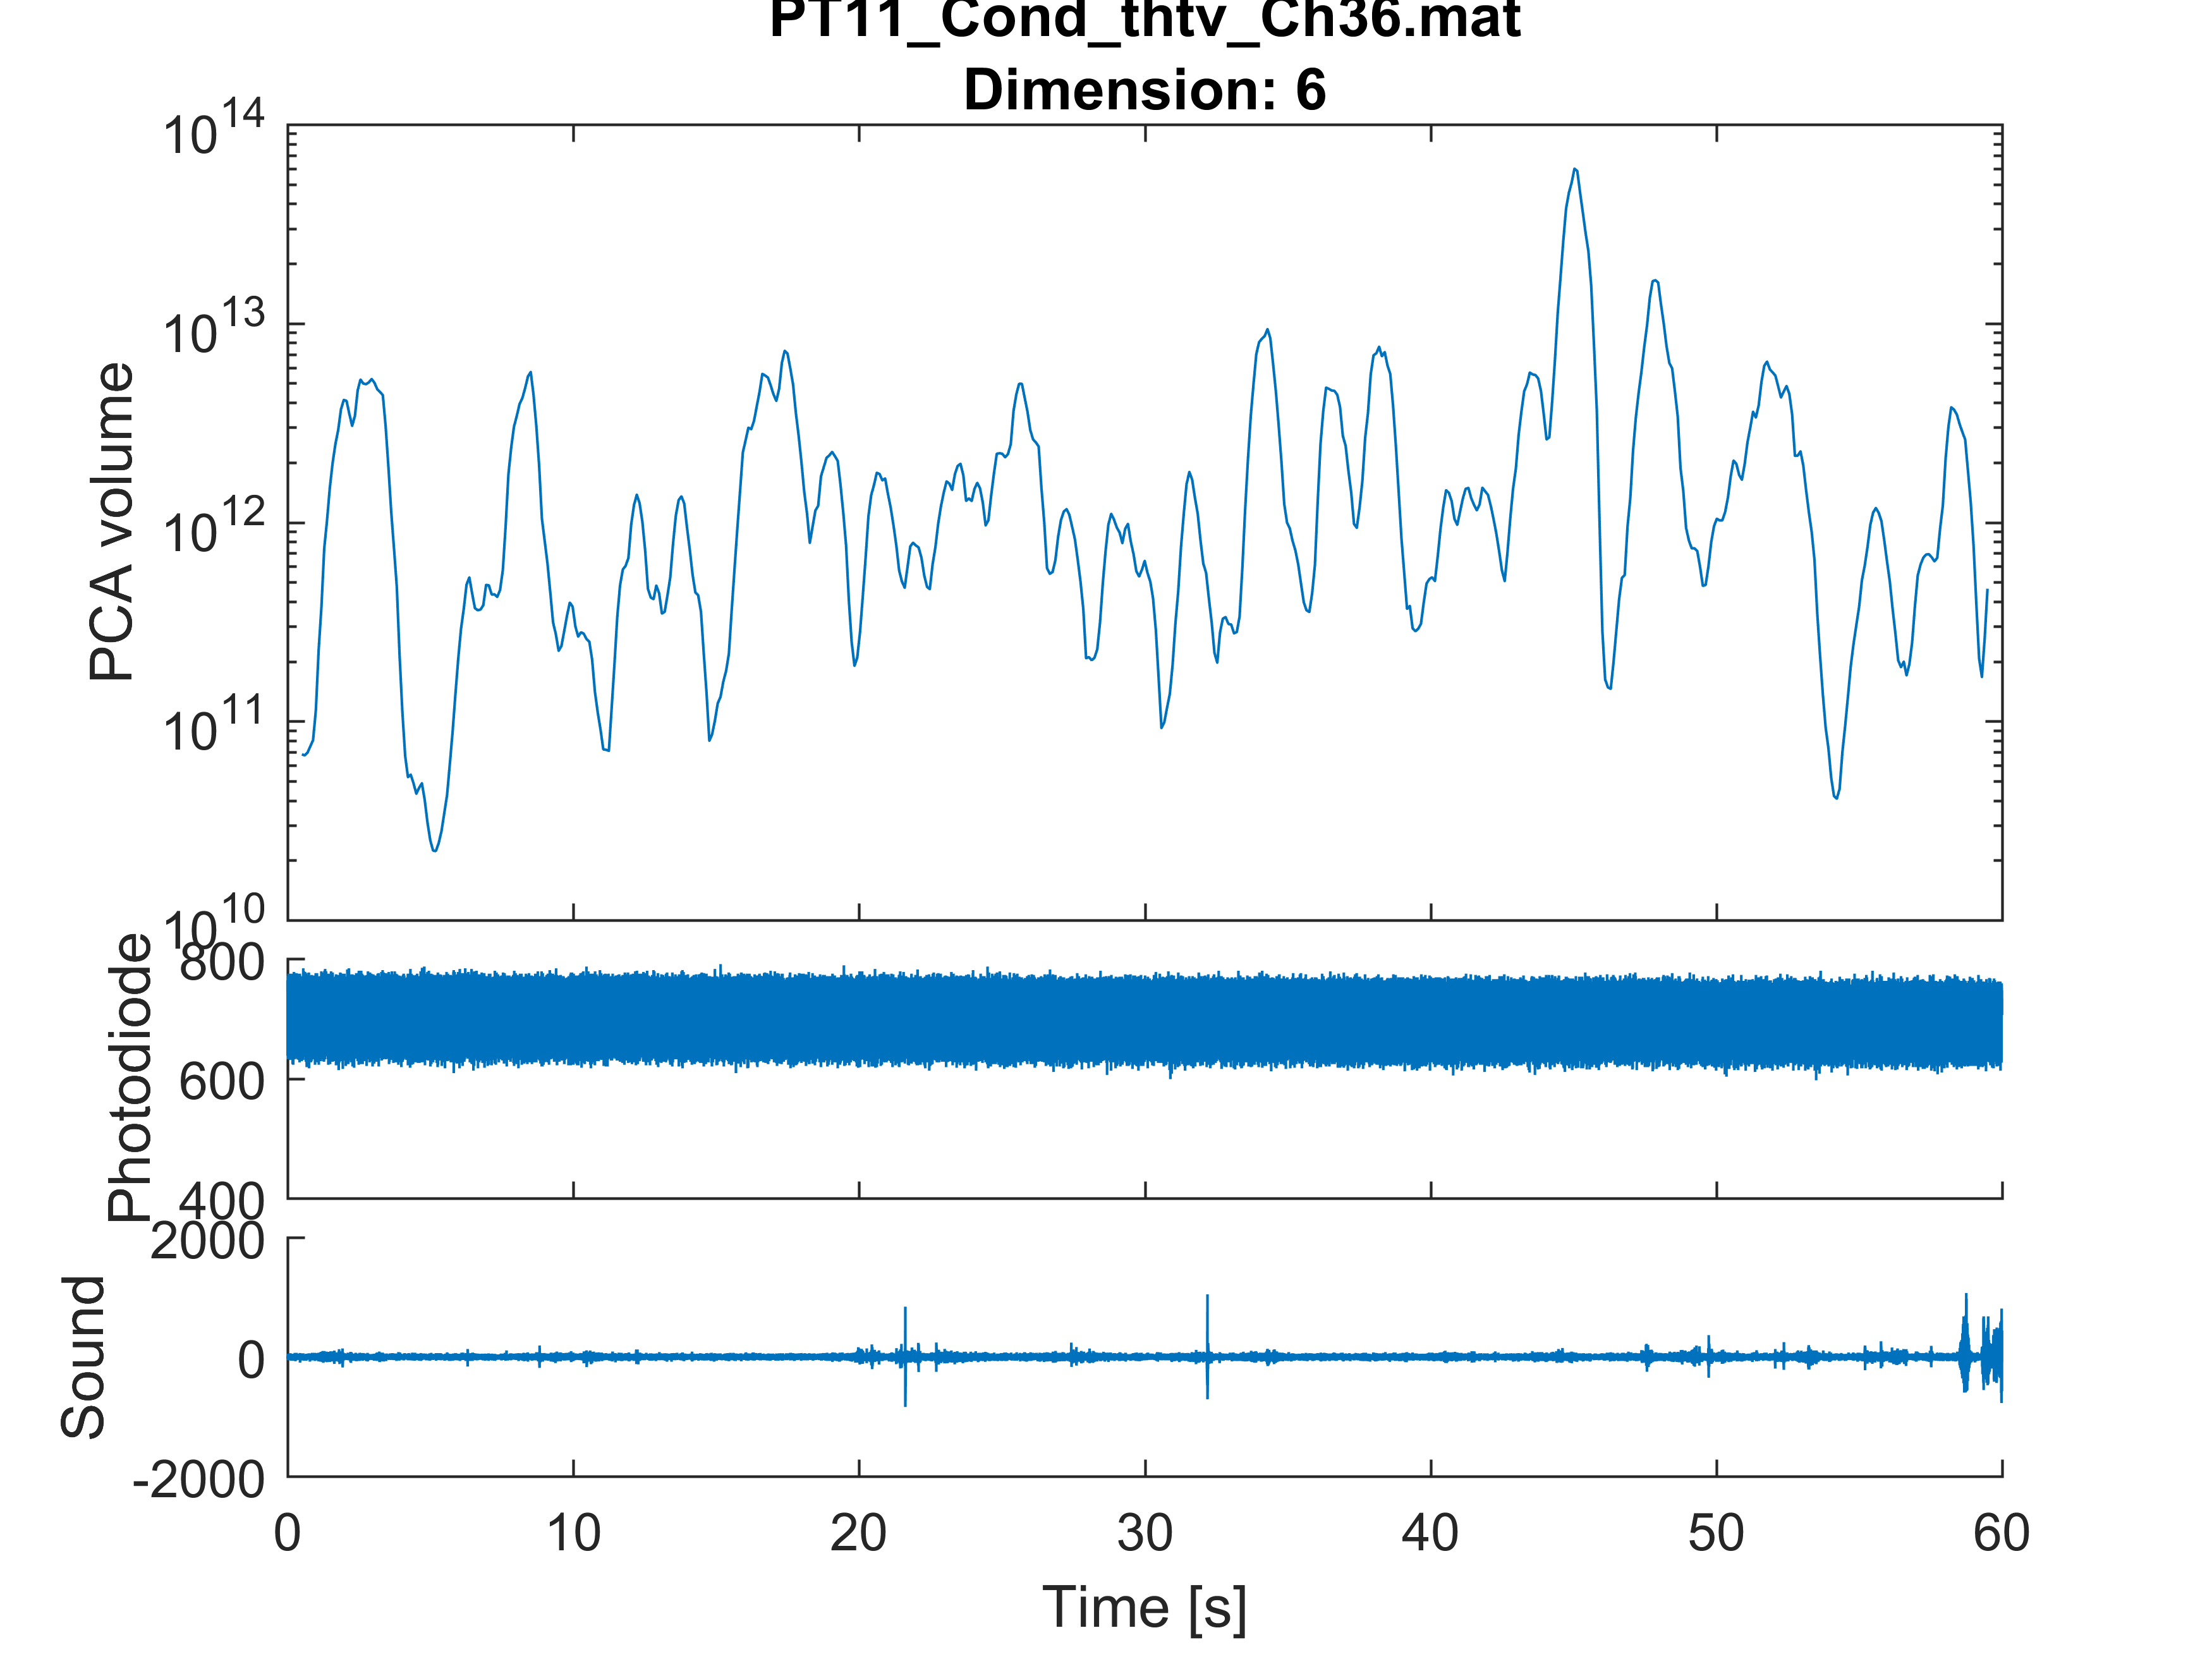 PT11_Cond_thtv_Ch36.mat
Dimension: 6
10^14
10^13
10^12
10^11
10^10
PCA volume
800
600
400
Photodiode
2000
0
-2000
Sound
0 10 20 30 40 50 60
Time [s]